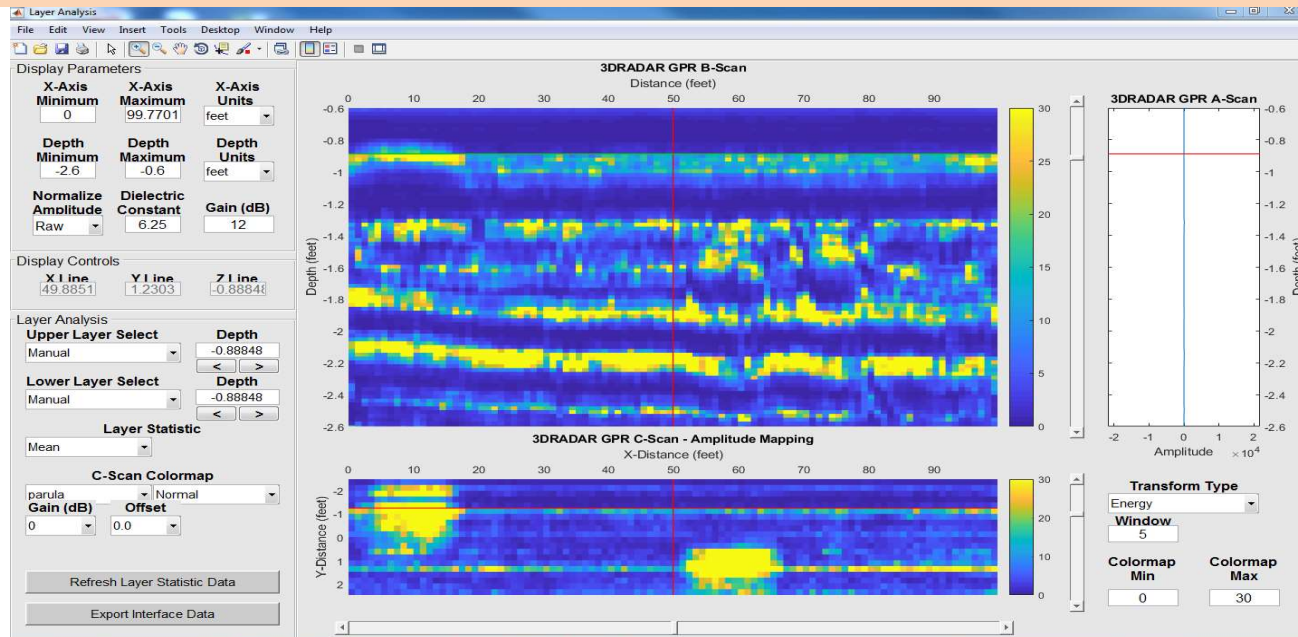 Layer Analysis
File Edit View Insert Tools Desktop Window Help
Display Parameters
X-Axis Minimum X-Axis Maximum X-Axis Units
0 99.7701 feet
Depth Minimum Depth Maximum Depth Units
-2.6 -0.6 feet
Normalize Amplitude Dielectric Constant Gain (dB)
Raw 6.25 12
Display Controls
X Line Y Line Z Line
49.8851 1.2303 -0.88848
Layer Analysis
Upper Layer Select Depth
Manual -0.88848
< >
Lower Layer Select Depth
Manual -0.88848
< >
Layer Statistic
Mean
C-Scan Colormap
parula Normal
Gain (dB) Offset
0 0.0
Refresh Layer Statistic Data
Export Interface Data
3DRADAR GPR B-Scan
Distance (feet)
0 10 20 30 40 50 60 70 80 90
Depth (feet)
-0.6
-0.8
-1
-1.2
-1.4
-1.6
-1.8
-2
-2.2
-2.4
-2.6
30
25
20
15
10
5
0
3DRADAR GPR A-Scan
-0.6
-0.8
-1
-1.2
-1.4
-1.6
-1.8
-2
-2.2
-2.4
-2.6
Depth (feet)
-2 -1 0 1 2
Amplitude × 10⁴
3DRADAR GPR C-Scan - Amplitude Mapping
X-Distance (feet)
0 10 20 30 40 50 60 70 80 90
Y-Distance (feet)
-2
-1
0
1
2
30
20
10
0
Transform Type
Energy
Window
5
Colormap Min Colormap Max
0 30